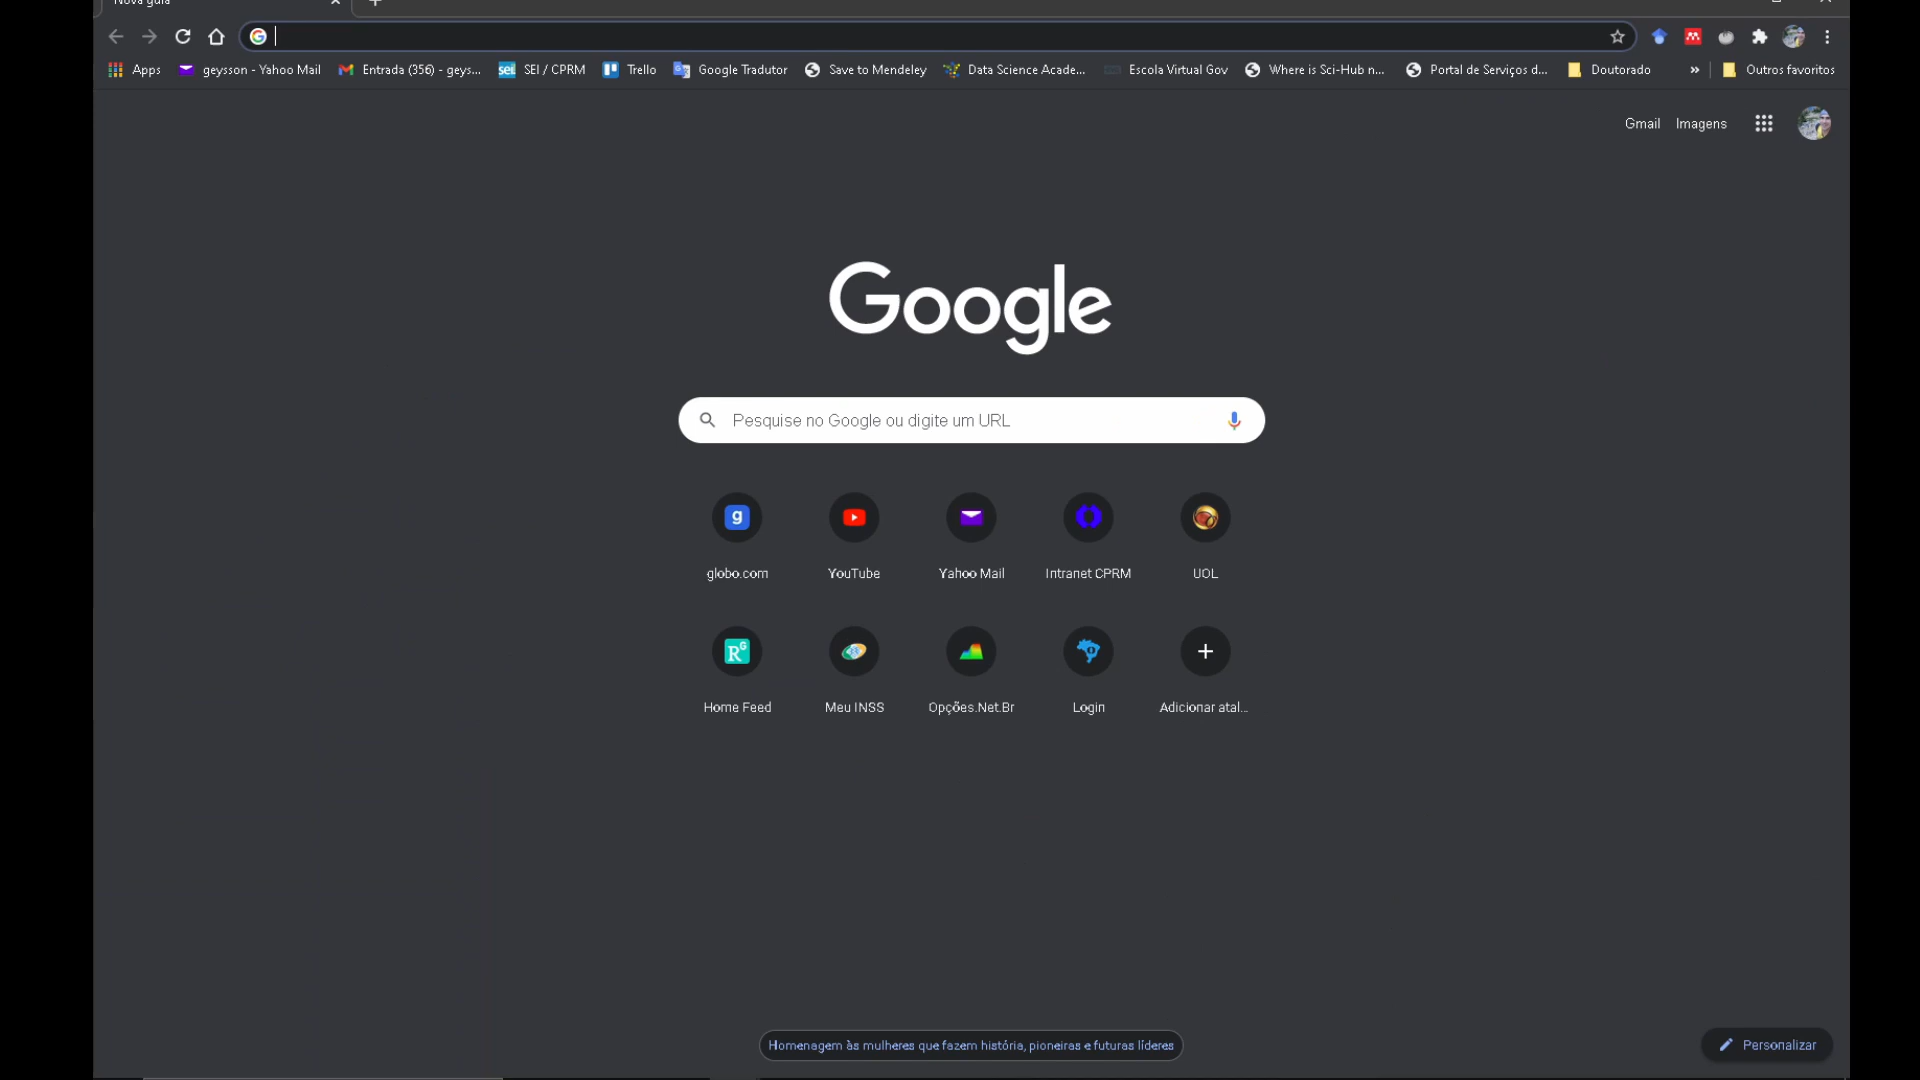 Nova guia
Apps geysson - Yahoo Mail Entrada (356) - geys... sei SEI / CPRM Trello Google Tradutor Save to Mendeley Data Science Acade... Escola Virtual Gov Where is Sci-Hub n... Portal de Serviços d... Doutorado » Outros favoritos
Gmail Imagens
Google
Pesquise no Google ou digite um URL
globo.com YouTube Yahoo Mail Intranet CPRM UOL
Home Feed Meu INSS Opções.Net.Br Login Adicionar atal...
Homenagem às mulheres que fazem história, pioneiras e futuras líderes
Personalizar